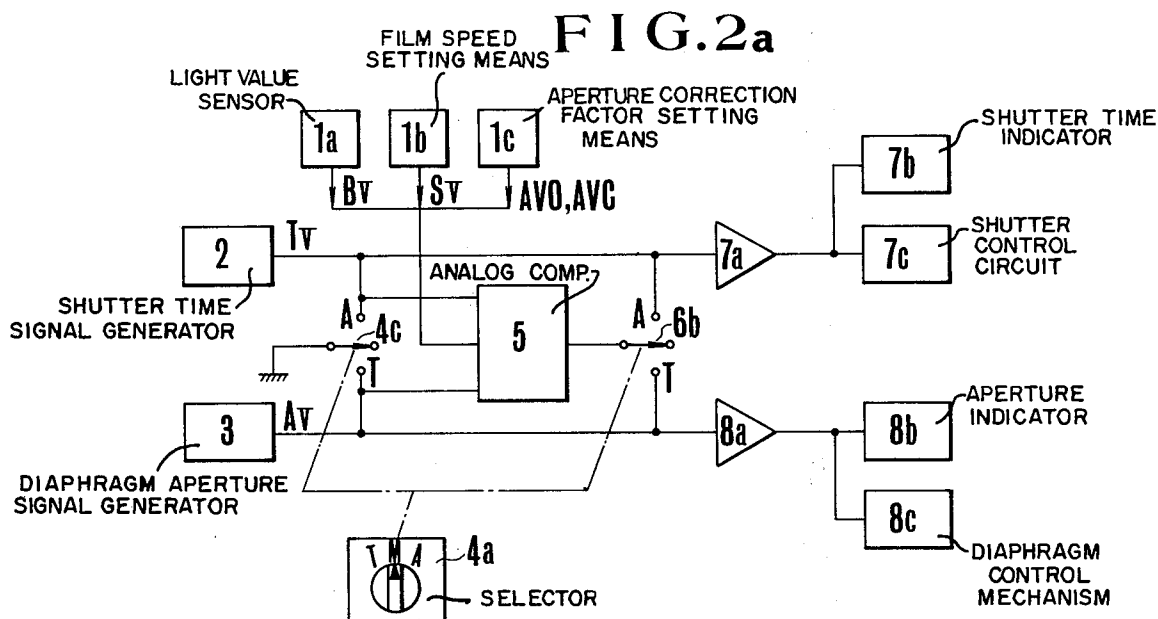 FIG.2a
FILM SPEED
SETTING MEANS
LIGHT VALUE
SENSOR
APERTURE CORRECTION
FACTOR SETTING
MEANS
SHUTTER TIME
INDICATOR
1a
1b
1c
7b
BV
SV
AVO,AVC
2
TV
7a
7c
SHUTTER
CONTROL
CIRCUIT
ANALOG COMP.
SHUTTER TIME
SIGNAL GENERATOR
A
4c
5
A
6b
T
T
3
AV
8a
8b
APERTURE
INDICATOR
DIAPHRAGM APERTURE
SIGNAL GENERATOR
8c
DIAPHRAGM
CONTROL
MECHANISM
T M A
4a
SELECTOR